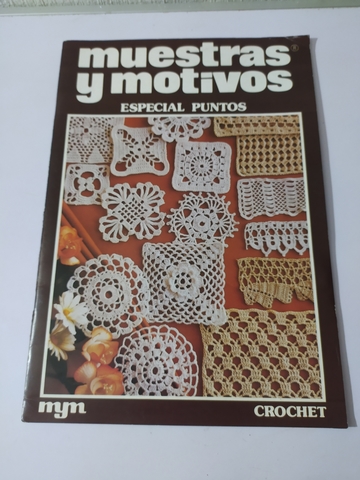 muestras
y motivos®
ESPECIAL PUNTOS
myn
CROCHET